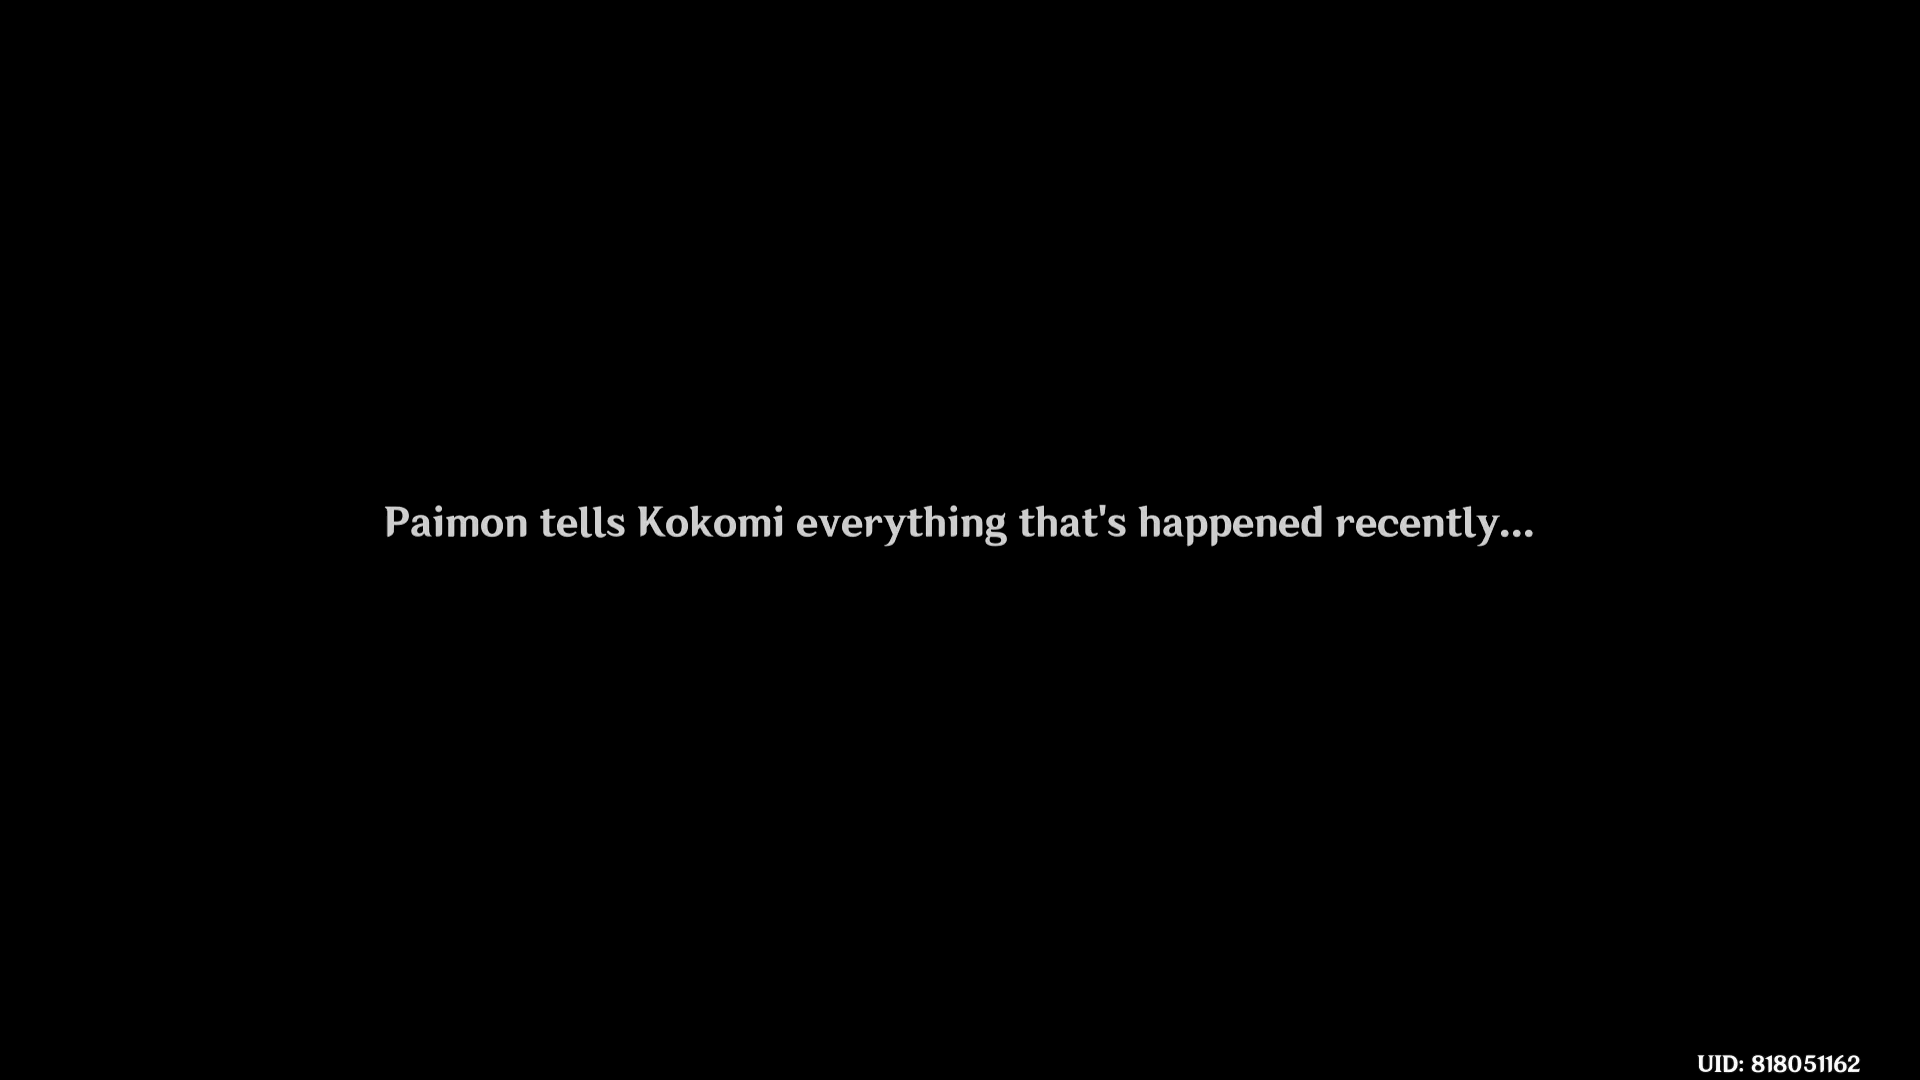 Paimon tells Kokomi everything that's happened recently...
UID: 818051162